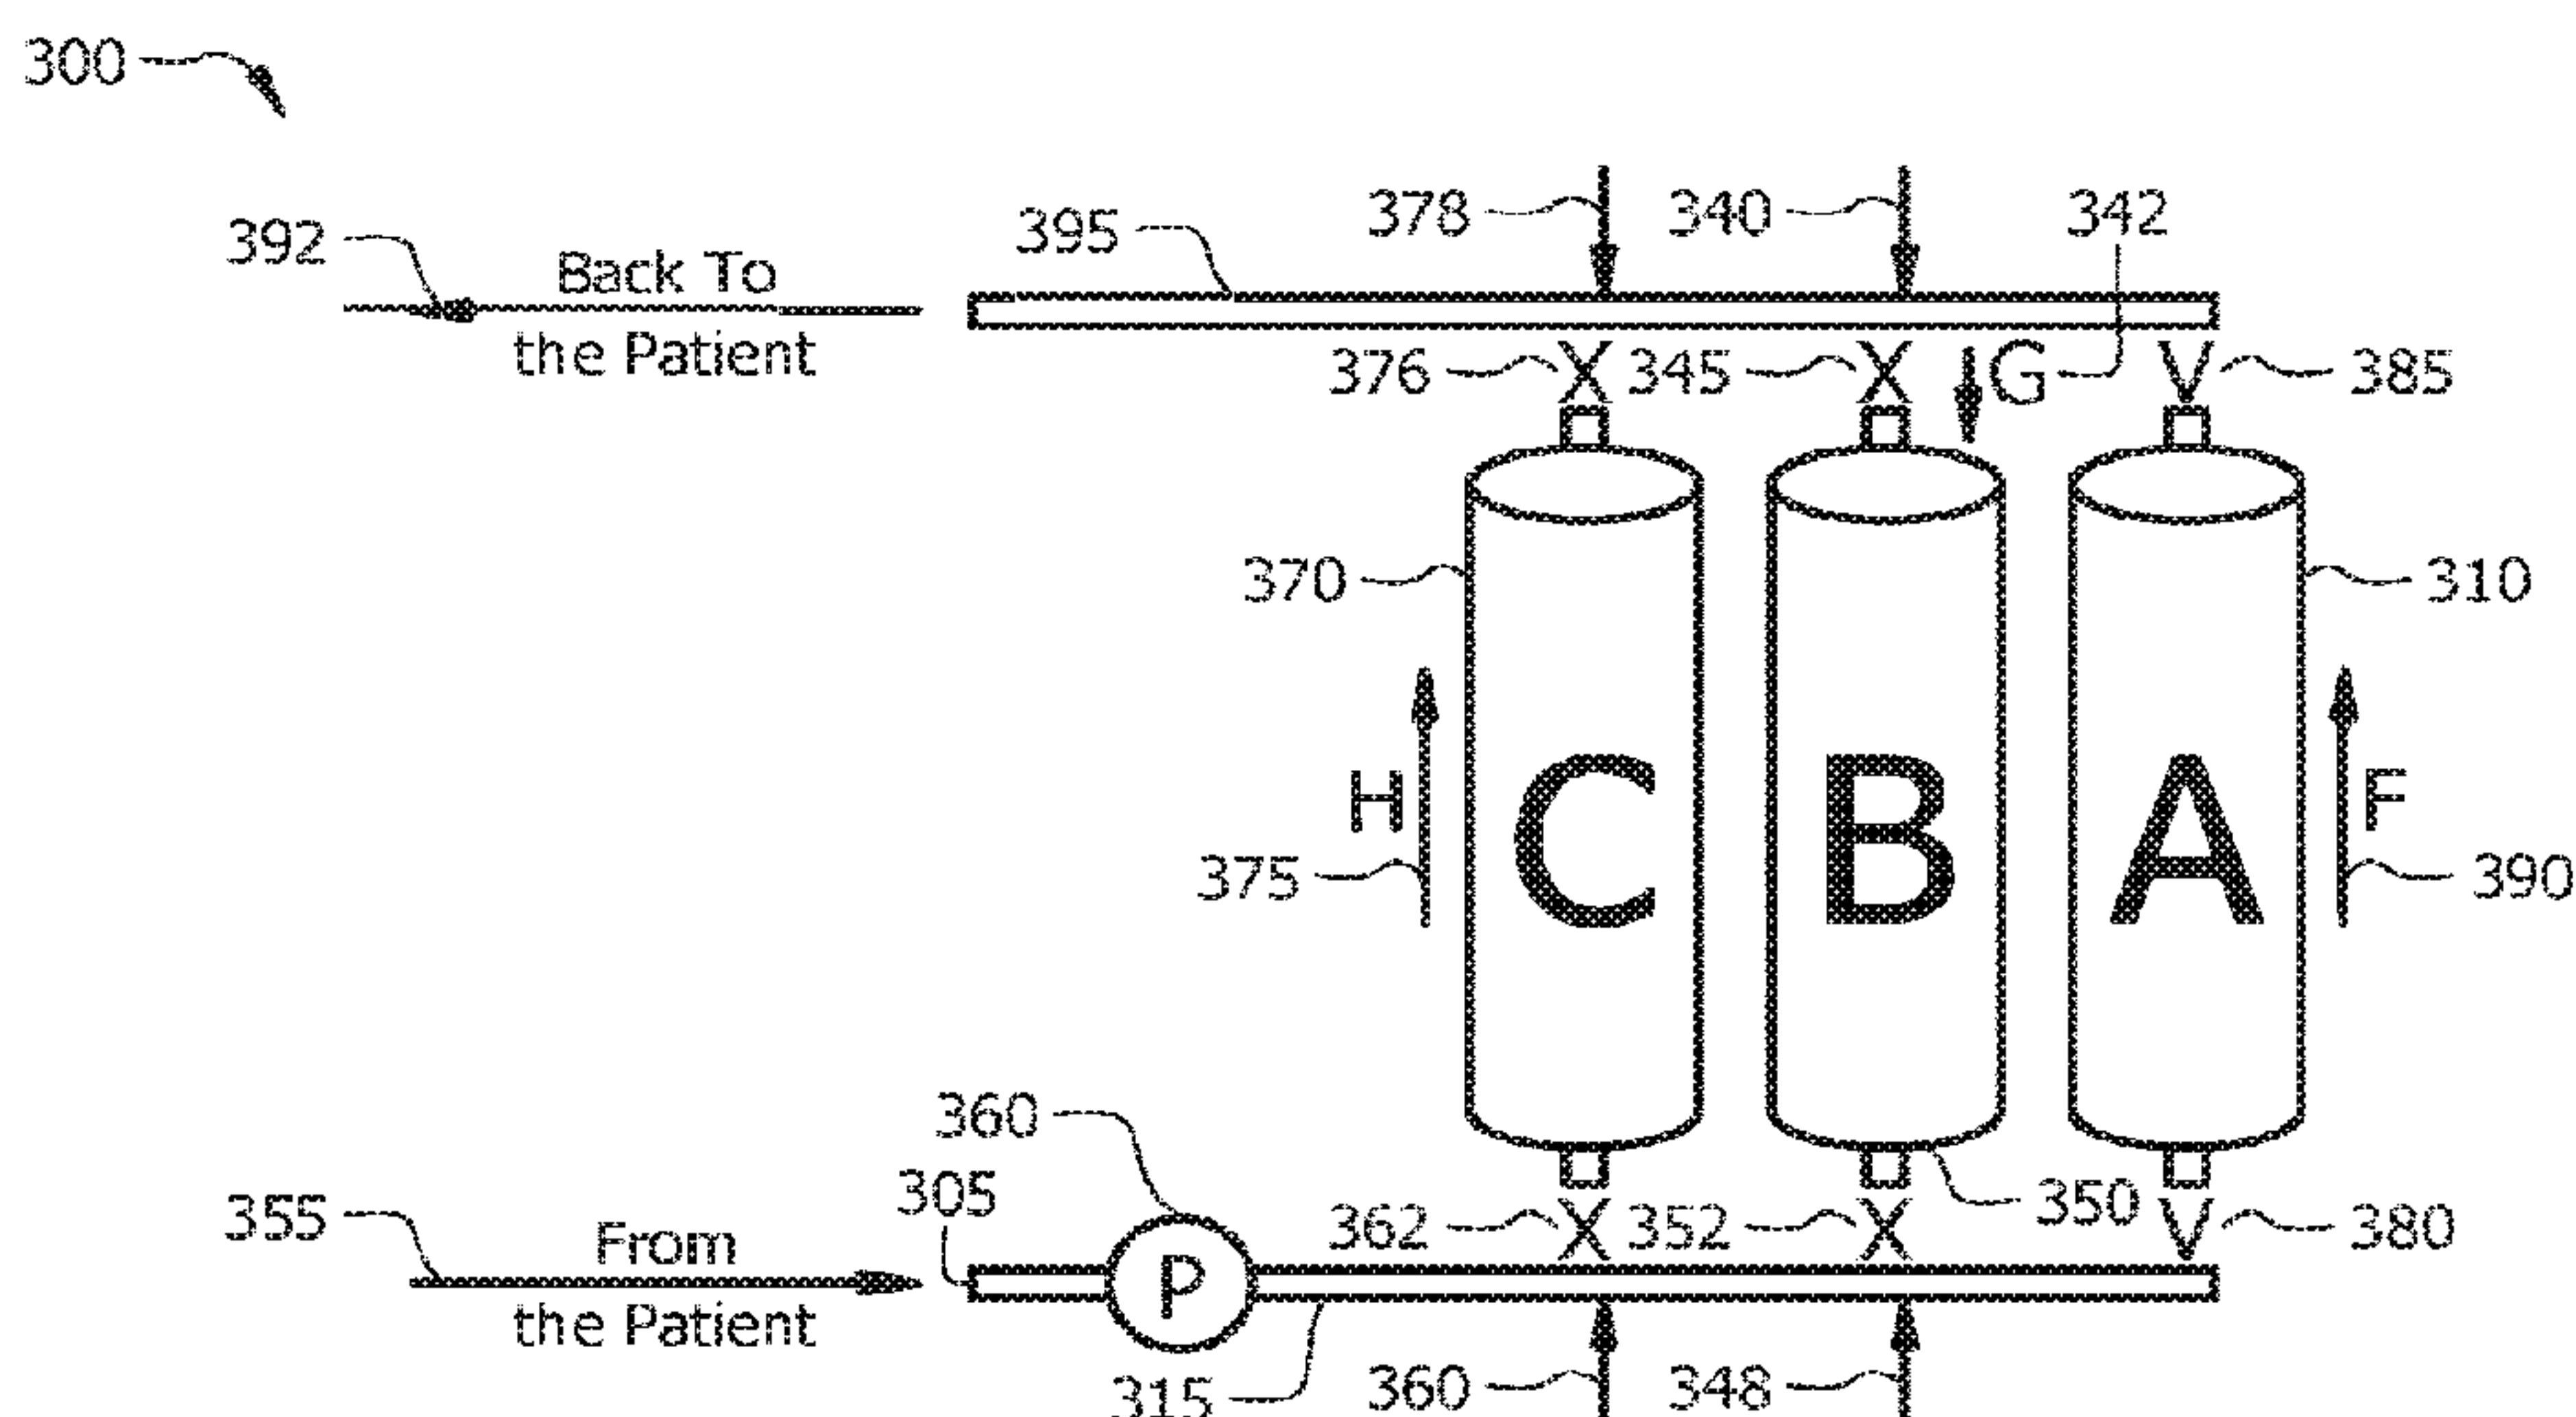 300
378
340
342
392
395
Back To
the Patient
376
X
345
X
G
V
385
370
310
C
B
A
H
F
375
390
360
305
355
From
the Patient
P
362
X
352
X
350
V
380
315
360
348